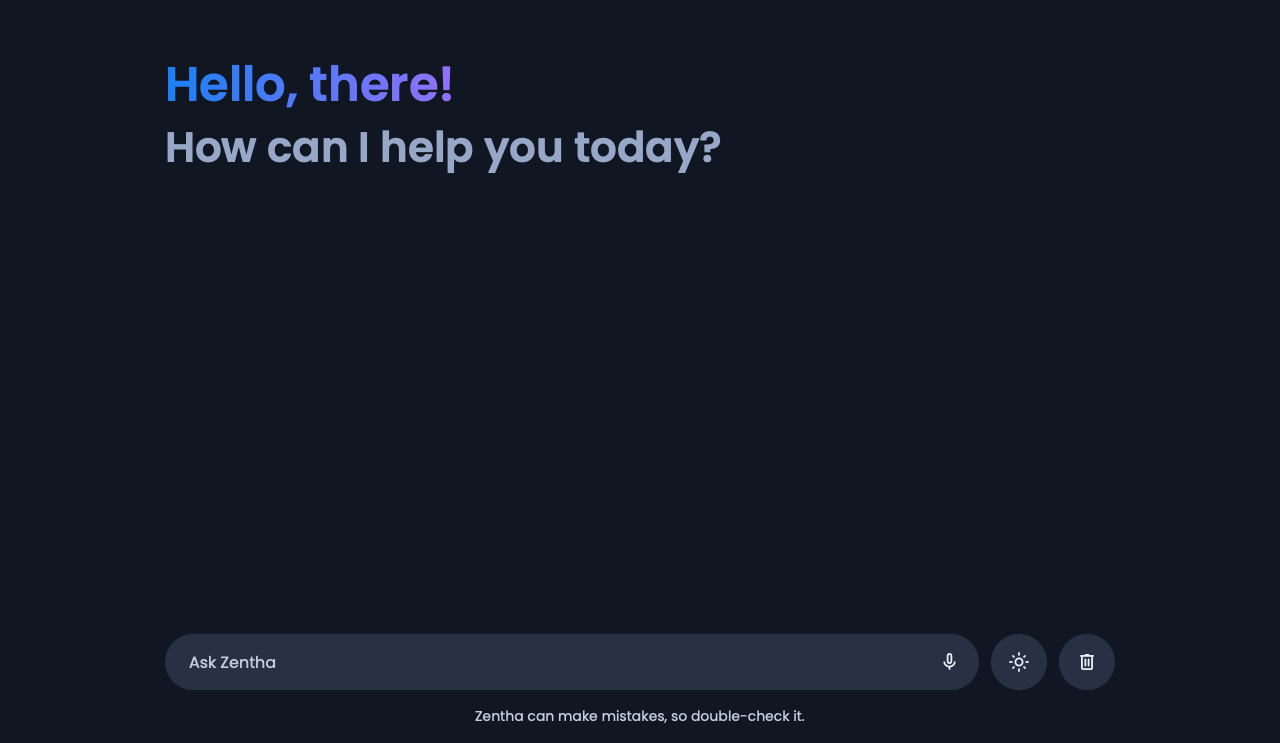 Hello, there!
How can I help you today?
Ask Zentha
Zentha can make mistakes, so double-check it.